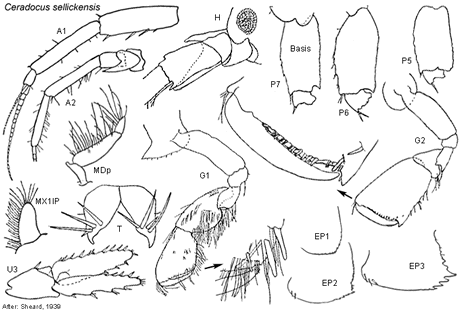 Ceradocus sellickensis
A1
H
Basis
P5
P7
P6
A2
G2
MDp
G1
MX1IP
T
EP1
U3
EP2
EP3
After: Sheard, 1939